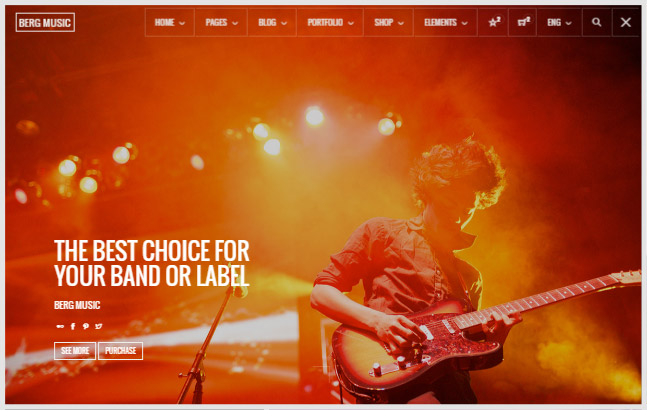 BERG MUSIC
HOME PAGES BLOG PORTFOLIO SHOP ELEMENTS ENG
THE BEST CHOICE FOR
YOUR BAND OR LABEL
BERG MUSIC
SEE MORE PURCHASE